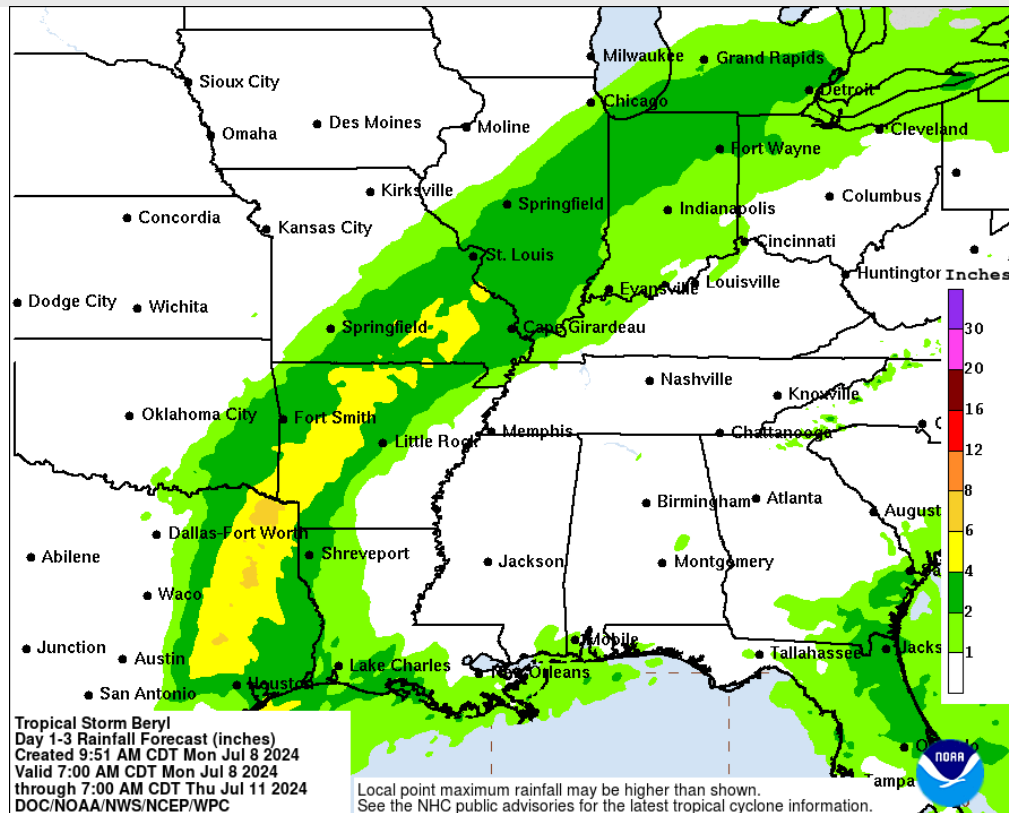 Milwaukee
Grand Rapids
Sioux City
Detroit
Chicago
Des Moines
Moline
Omaha
Cleveland
Fort Wayne
Kirksville
Columbus
Springfield
Indianapolis
Concordia
Kansas City
Cincinnati
St. Louis
Huntington
Inches
Evansville
Louisville
Dodge City
Wichita
Springfield
Cape Girardeau
30
20
Nashville
Knoxville
16
Oklahoma City
Fort Smith
Little Rock
Memphis
Chattanooga
C
12
Birmingham
Atlanta
8
August
Dallas-Fort Worth
6
Abilene
Shreveport
Jackson
Montgomery
4
Sa
Waco
2
Junction
Mobile
Tallahassee
Jacks
1
Austin
Lake Charles
New Orleans
San Antonio
Houston
Tropical Storm Beryl
Day 1-3 Rainfall Forecast (inches)
Created 9:51 AM CDT Mon Jul 8 2024
Valid 7:00 AM CDT Mon Jul 8 2024
through 7:00 AM CDT Thu Jul 11 2024
DOC/NOAA/NWS/NCEP/WPC
Orlando
NOAA
Tampa
Local point maximum rainfall may be higher than shown.
See the NHC public advisories for the latest tropical cyclone information.